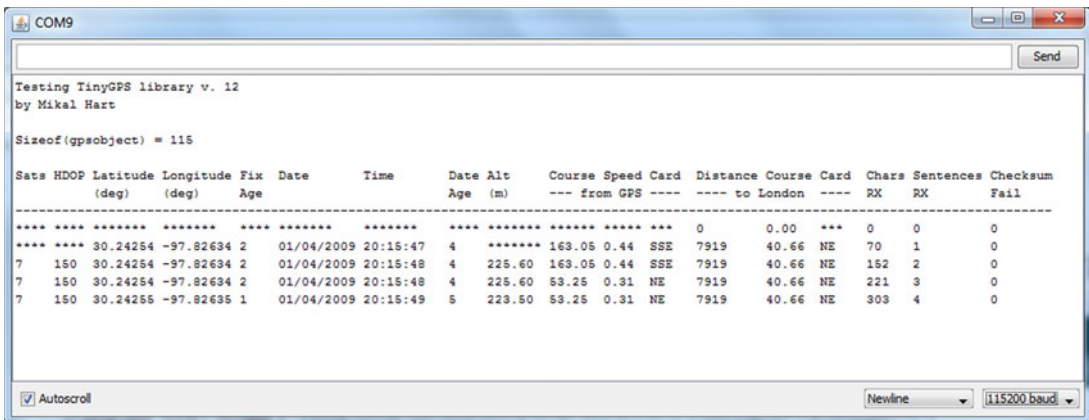 COM9
Send
Testing TinyGPS library v. 12
by Mikal Hart
Sizeof(gpsobject) = 115
Sats HDOP Latitude Longitude Fix Date Time Date Alt Course Speed Card Distance Course Card Chars Sentences Checksum
(deg) (deg) Age Age (m) --- from GPS ---- ---- to London ---- RX RX Fail
--------------------------------------------------------------------------------------------------------------------------------------
**** **** ******* ******* **** ******* ******* **** ******* ****** ***** *** 0 0.00 *** 0 0 0
**** **** 30.24254 -97.82634 2 01/04/2009 20:15:47 4 ******* 163.05 0.44 SSE 7919 40.66 NE 70 1 0
7 150 30.24254 -97.82634 2 01/04/2009 20:15:48 4 225.60 163.05 0.44 SSE 7919 40.66 NE 152 2 0
7 150 30.24254 -97.82634 2 01/04/2009 20:15:48 4 225.60 53.25 0.31 NE 7919 40.66 NE 221 3 0
7 150 30.24255 -97.82635 1 01/04/2009 20:15:49 5 223.50 53.25 0.31 NE 7919 40.66 NE 303 4 0
Autoscroll Newline 115200 baud